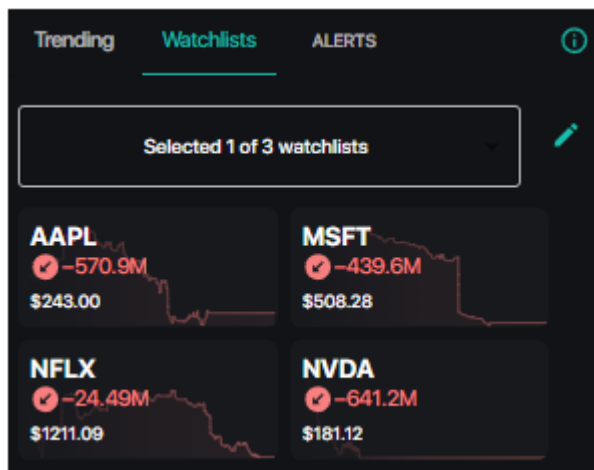 Trending Watchlists ALERTS
Selected 1 of 3 watchlists
AAPL
−570.9M
$243.00
MSFT
−439.6M
$508.28
NFLX
−24.49M
$1211.09
NVDA
−641.2M
$181.12